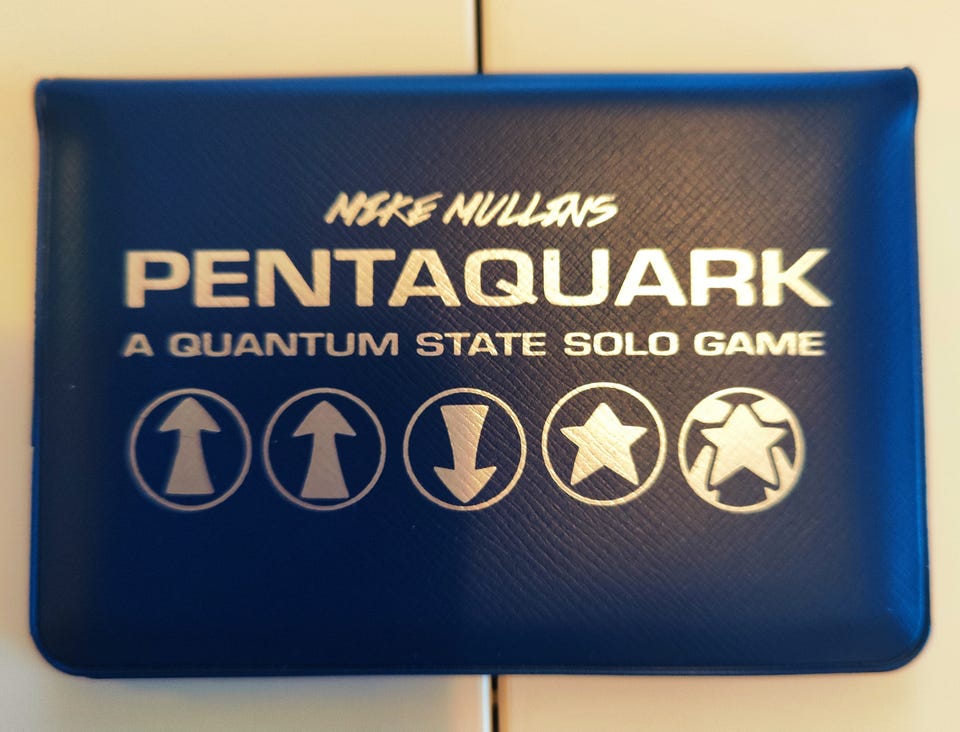 MIKE MULLINS
PENTAQUARK
A QUANTUM STATE SOLO GAME